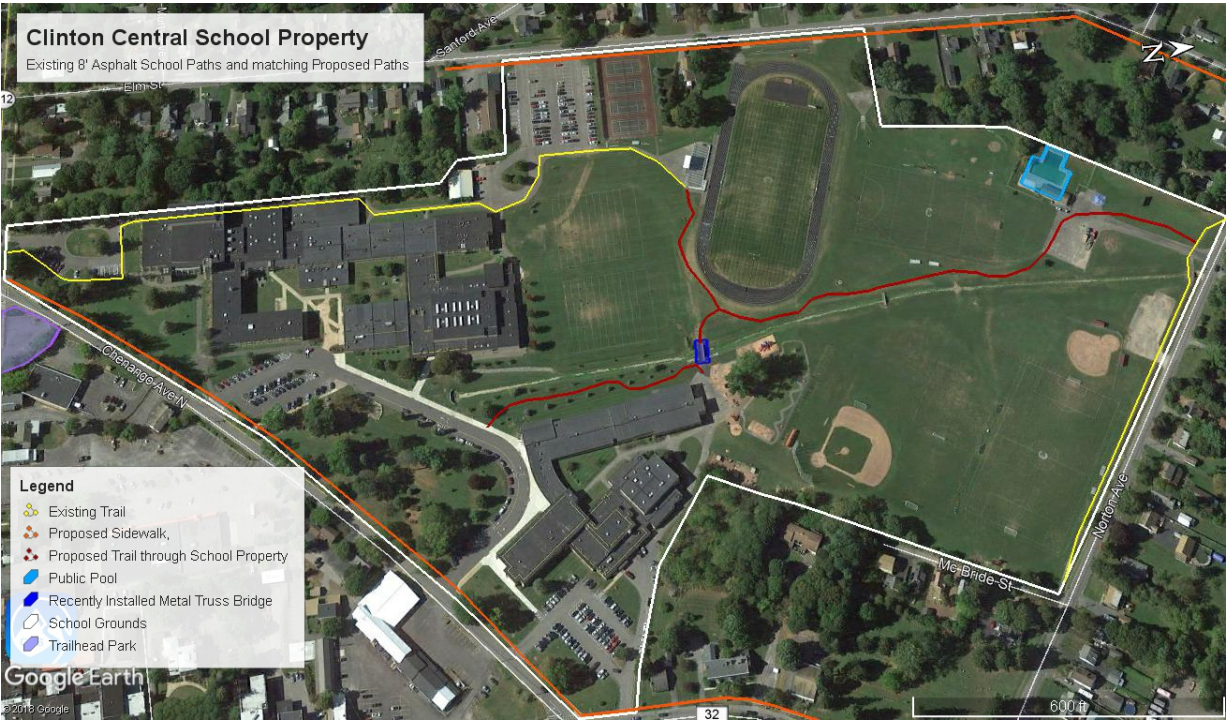 Clinton Central School Property
Existing 8' Asphalt School Paths and matching Proposed Paths
Sanford Ave
Elm St
12
N
C
Chenango Ave N
Norton Ave
Mc Bride St
Legend
Existing Trail
Proposed Sidewalk,
Proposed Trail through School Property
Public Pool
Recently Installed Metal Truss Bridge
School Grounds
Trailhead Park
Google Earth
© 2018 Google
32
600 ft